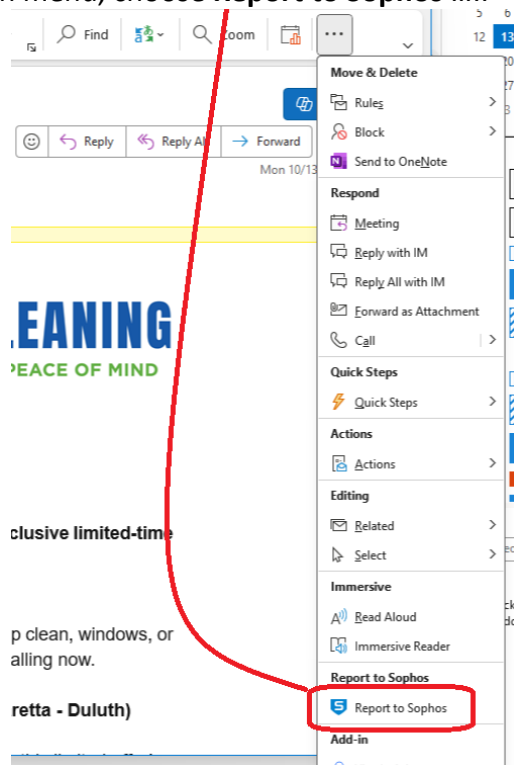 n menu, choose Report to Sophos
Find Zoom ...
5 6
12 13
Move & Delete
Rules
Block
Send to OneNote
Respond
Meeting
Reply with IM
Reply All with IM
Forward as Attachment
Call
Quick Steps
Quick Steps
Actions
Actions
Editing
Related
Select
Immersive
Read Aloud
Immersive Reader
Report to Sophos
Report to Sophos
Add-in
Reply Reply All Forward
Mon 10/13
LEANING
PEACE OF MIND
clusive limited-time
p clean, windows, or
alling now.
retta - Duluth)